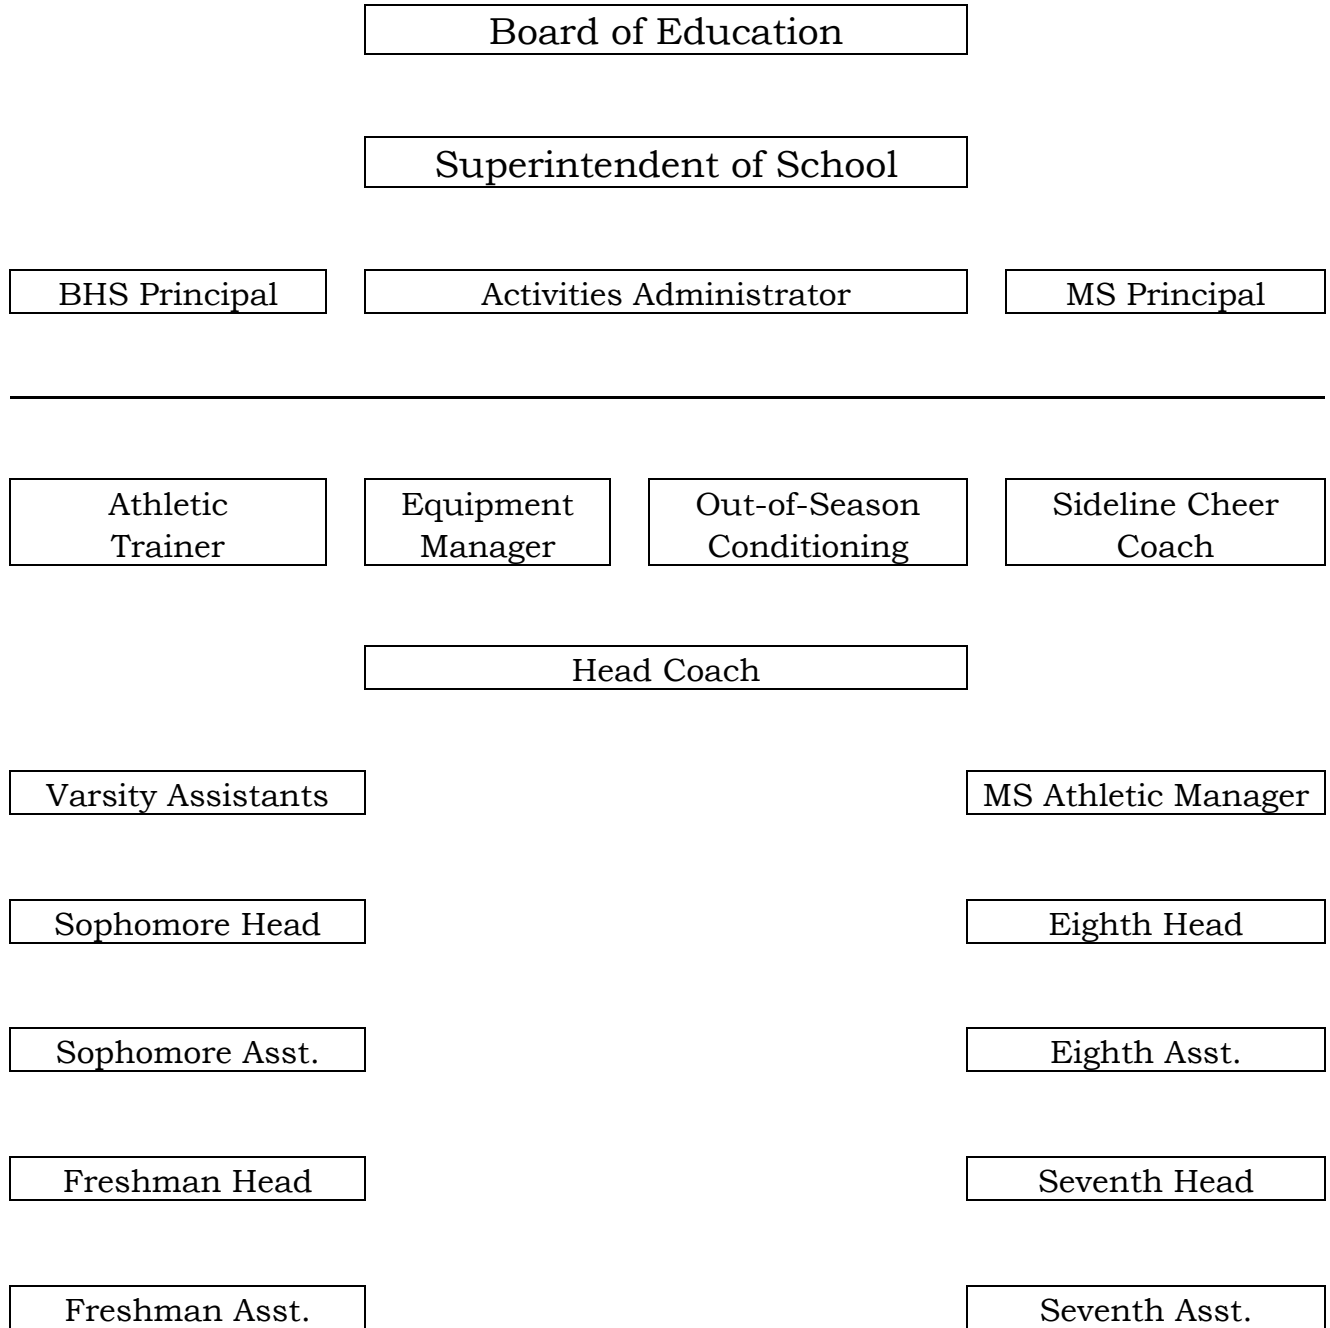 Board of Education
Superintendent of School
BHS Principal
Activities Administrator
MS Principal
Athletic
Trainer
Equipment
Manager
Out-of-Season
Conditioning
Sideline Cheer
Coach
Head Coach
Varsity Assistants
MS Athletic Manager
Sophomore Head
Eighth Head
Sophomore Asst.
Eighth Asst.
Freshman Head
Seventh Head
Freshman Asst.
Seventh Asst.